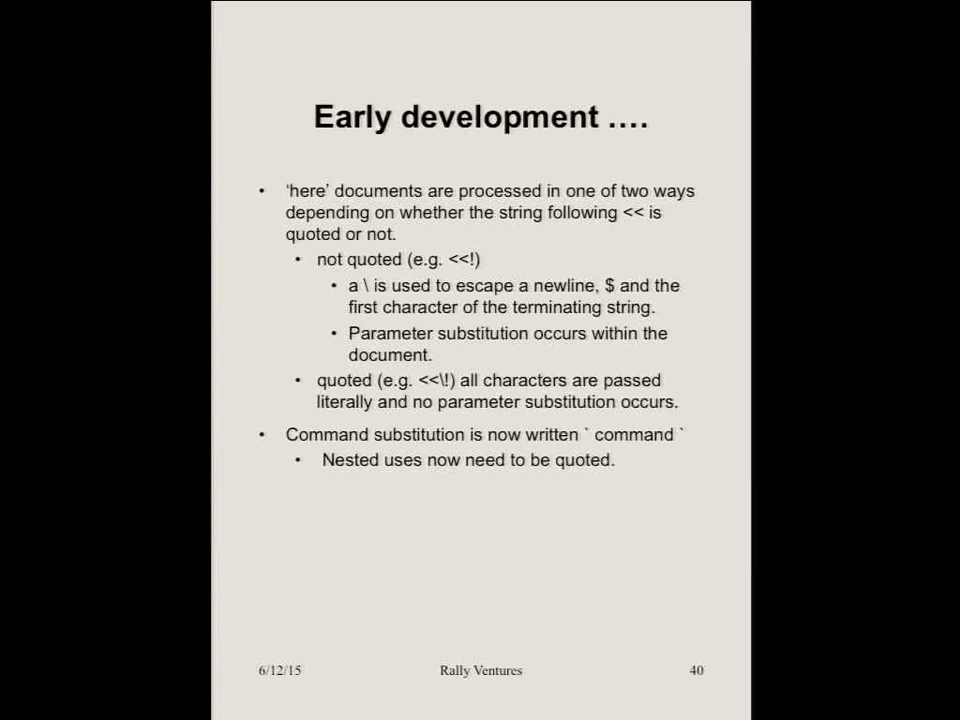 Early development ….
• ‘here’ documents are processed in one of two ways
depending on whether the string following << is
quoted or not.
• not quoted (e.g. <<!)
• a \ is used to escape a newline, $ and the
first character of the terminating string.
• Parameter substitution occurs within the
document.
• quoted (e.g. <<\!) all characters are passed
literally and no parameter substitution occurs.
• Command substitution is now written ` command `
• Nested uses now need to be quoted.
6/12/15 Rally Ventures 40